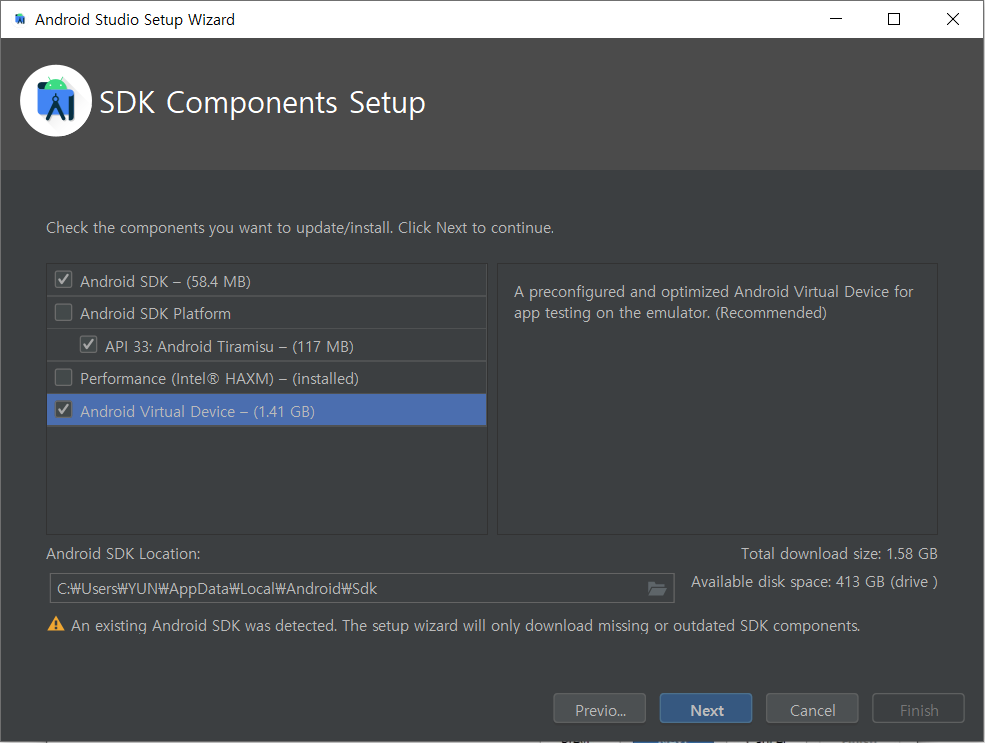 Android Studio Setup Wizard
SDK Components Setup
Check the components you want to update/install. Click Next to continue.
Android SDK – (58.4 MB)
Android SDK Platform
API 33: Android Tiramisu – (117 MB)
Performance (Intel® HAXM) – (installed)
Android Virtual Device – (1.41 GB)
A preconfigured and optimized Android Virtual Device for
app testing on the emulator. (Recommended)
Android SDK Location:
Total download size: 1.58 GB
C:₩Users₩YUN₩AppData₩Local₩Android₩Sdk
Available disk space: 413 GB (drive )
An existing Android SDK was detected. The setup wizard will only download missing or outdated SDK components.
Previo...
Next
Cancel
Finish